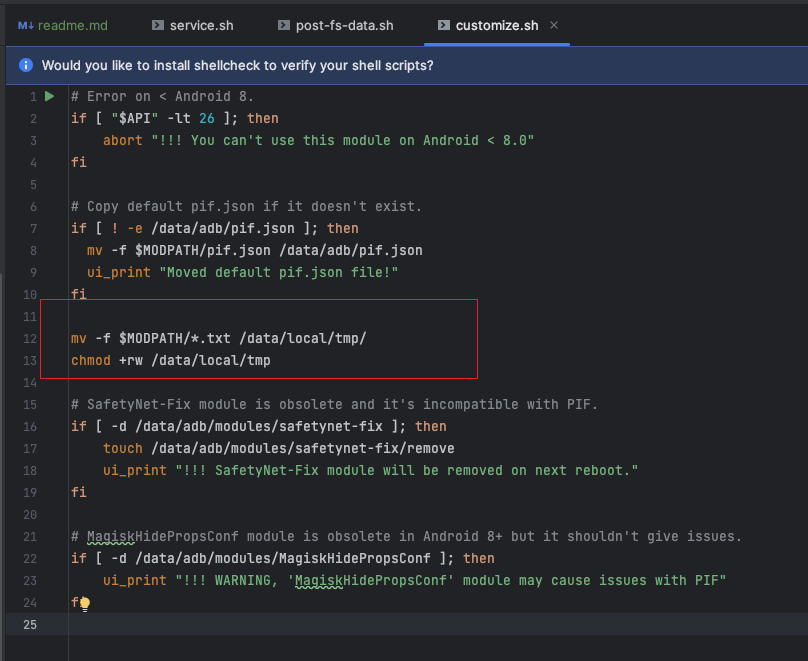 M↓ readme.md service.sh post-fs-data.sh customize.sh ×
Would you like to install shellcheck to verify your shell scripts?
1 # Error on < Android 8.
2 if [ "$API" -lt 26 ]; then
3 abort "!!! You can't use this module on Android < 8.0"
4 fi
5
6 # Copy default pif.json if it doesn't exist.
7 if [ ! -e /data/adb/pif.json ]; then
8 mv -f $MODPATH/pif.json /data/adb/pif.json
9 ui_print "Moved default pif.json file!"
10 fi
11
12 mv -f $MODPATH/*.txt /data/local/tmp/
13 chmod +rw /data/local/tmp
14
15 # SafetyNet-Fix module is obsolete and it's incompatible with PIF.
16 if [ -d /data/adb/modules/safetynet-fix ]; then
17 touch /data/adb/modules/safetynet-fix/remove
18 ui_print "!!! SafetyNet-Fix module will be removed on next reboot."
19 fi
20
21 # MagiskHidePropsConf module is obsolete in Android 8+ but it shouldn't give issues.
22 if [ -d /data/adb/modules/MagiskHidePropsConf ]; then
23 ui_print "!!! WARNING, 'MagiskHidePropsConf' module may cause issues with PIF"
24 fi
25